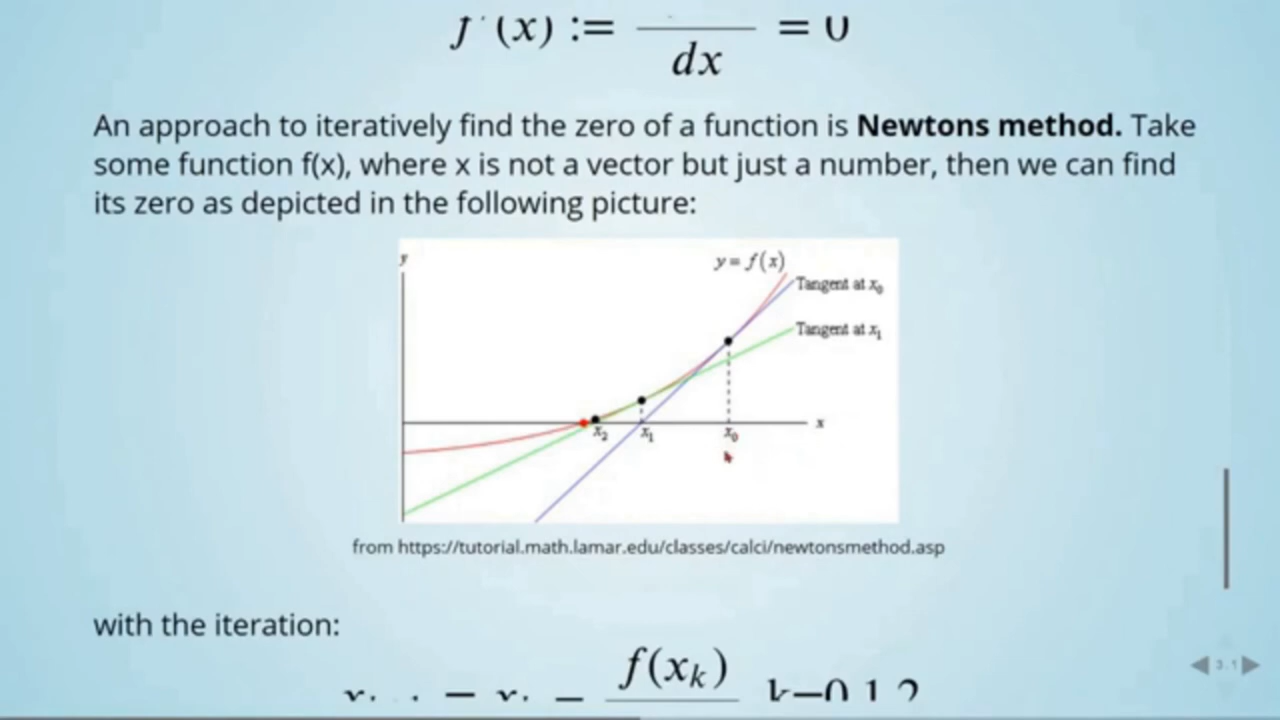 f'(x) := dx = 0
An approach to iteratively find the zero of a function is Newtons method. Take
some function f(x), where x is not a vector but just a number, then we can find
its zero as depicted in the following picture:
y
y = f(x)
Tangent at x₀
Tangent at x₁
x₂ x₁ x₀ x
from https://tutorial.math.lamar.edu/classes/calci/newtonsmethod.asp
with the iteration:
f(xₖ)
3.1